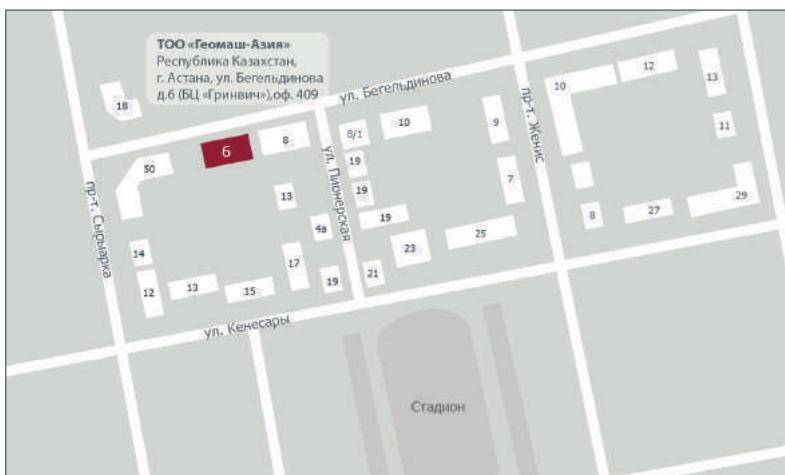 ТОО «Геомаш-Азия»
Республика Казахстан,
г. Астана, ул. Бегельдинова
д.6 (БЦ «Гринвич»),оф. 409
18
ул. Бегельдинова
пр-т. Женис
10
12
13
11
29
27
8
50
6
8
8/1
10
9
7
19
19
19
ул. Пионерская
13
4а
17
14
12
13
15
19
21
23
25
пр-т. Сырыарка
ул. Кенесары
Стадион